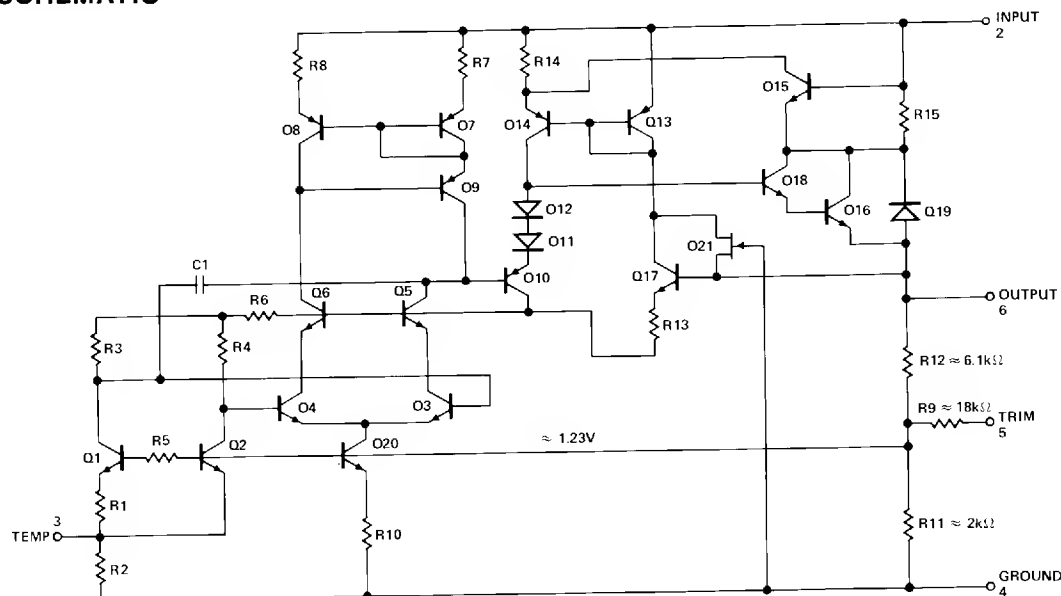 SCHEMATIC
INPUT
2
R8
R7
R14
O15
R15
O8
O7
O14
Q13
O9
O18
O16
Q19
O12
O11
O21
C1
O10
Q17
Q6
Q5
R6
R13
OUTPUT
6
R3
R4
R12 ≈ 6.1kΩ
O4
O3
R9 ≈ 18kΩ
TRIM
5
≈ 1.23V
Q1
R5
Q2
O20
R1
TEMP
3
R10
R11 ≈ 2kΩ
R2
GROUND
4